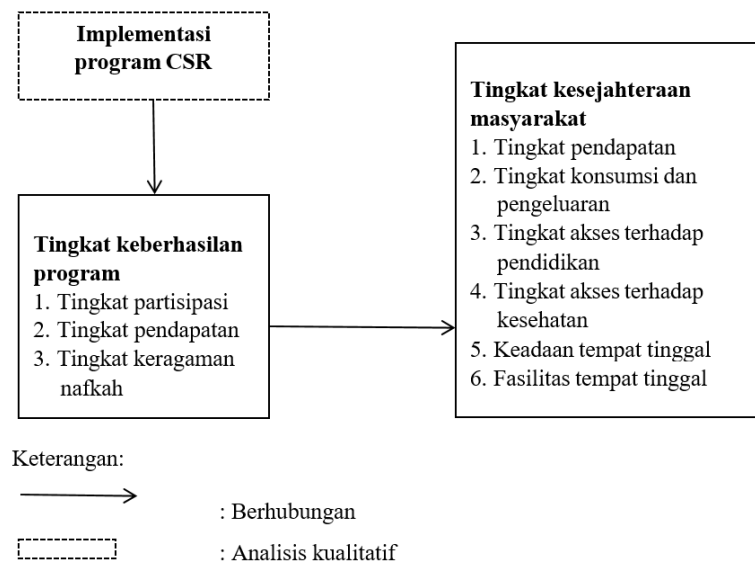 Implementasi
program CSR
Tingkat keberhasilan
program
1. Tingkat partisipasi
2. Tingkat pendapatan
3. Tingkat keragaman
nafkah
Tingkat kesejahteraan
masyarakat
1. Tingkat pendapatan
2. Tingkat konsumsi dan
pengeluaran
3. Tingkat akses terhadap
pendidikan
4. Tingkat akses terhadap
kesehatan
5. Keadaan tempat tinggal
6. Fasilitas tempat tinggal
Keterangan:
: Berhubungan
: Analisis kualitatif